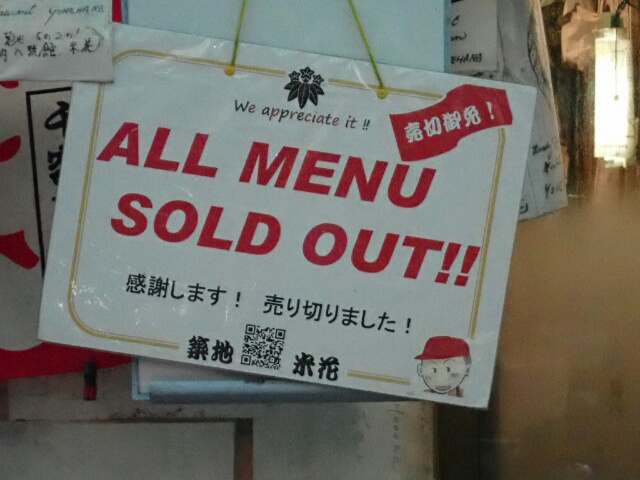 We appreciate it !!
売切御免！
ALL MENU
SOLD OUT!!
感謝します！ 売り切りました！
築地 米花